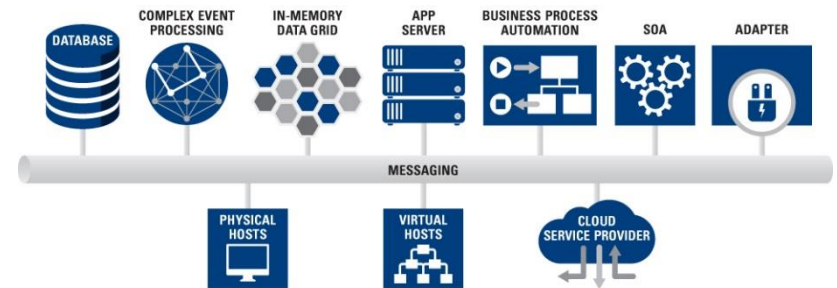 DATABASE
COMPLEX EVENT
PROCESSING
IN-MEMORY
DATA GRID
APP
SERVER
BUSINESS PROCESS
AUTOMATION
SOA
ADAPTER
MESSAGING
PHYSICAL
HOSTS
VIRTUAL
HOSTS
CLOUD
SERVICE PROVIDER